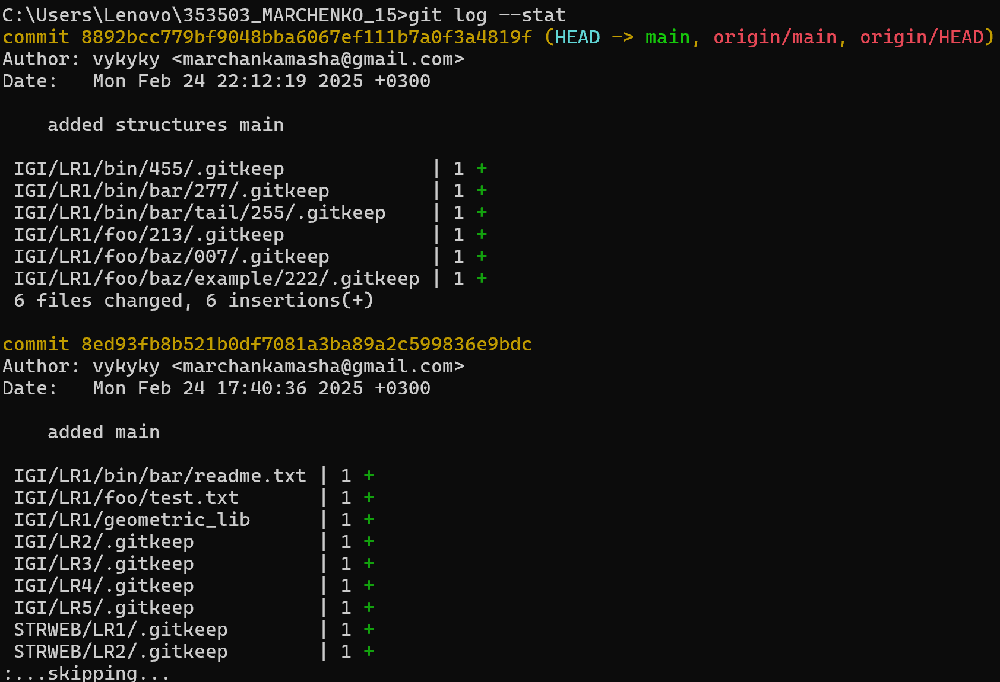 C:\Users\Lenovo\353503_MARCHENKO_15>git log --stat
commit 8892bcc779bf9048bba6067ef111b7a0f3a4819f (HEAD -> main, origin/main, origin/HEAD)
Author: vykyky <marchankamasha@gmail.com>
Date:   Mon Feb 24 22:12:19 2025 +0300
    added structures main
 IGI/LR1/bin/455/.gitkeep             | 1 +
 IGI/LR1/bin/bar/277/.gitkeep         | 1 +
 IGI/LR1/bin/bar/tail/255/.gitkeep    | 1 +
 IGI/LR1/foo/213/.gitkeep             | 1 +
 IGI/LR1/foo/baz/007/.gitkeep         | 1 +
 IGI/LR1/foo/baz/example/222/.gitkeep | 1 +
 6 files changed, 6 insertions(+)
commit 8ed93fb8b521b0df7081a3ba89a2c599836e9bdc
Author: vykyky <marchankamasha@gmail.com>
Date:   Mon Feb 24 17:40:36 2025 +0300
    added main
 IGI/LR1/bin/bar/readme.txt | 1 +
 IGI/LR1/foo/test.txt       | 1 +
 IGI/LR1/geometric_lib      | 1 +
 IGI/LR2/.gitkeep           | 1 +
 IGI/LR3/.gitkeep           | 1 +
 IGI/LR4/.gitkeep           | 1 +
 IGI/LR5/.gitkeep           | 1 +
 STRWEB/LR1/.gitkeep        | 1 +
 STRWEB/LR2/.gitkeep        | 1 +
:...skipping...